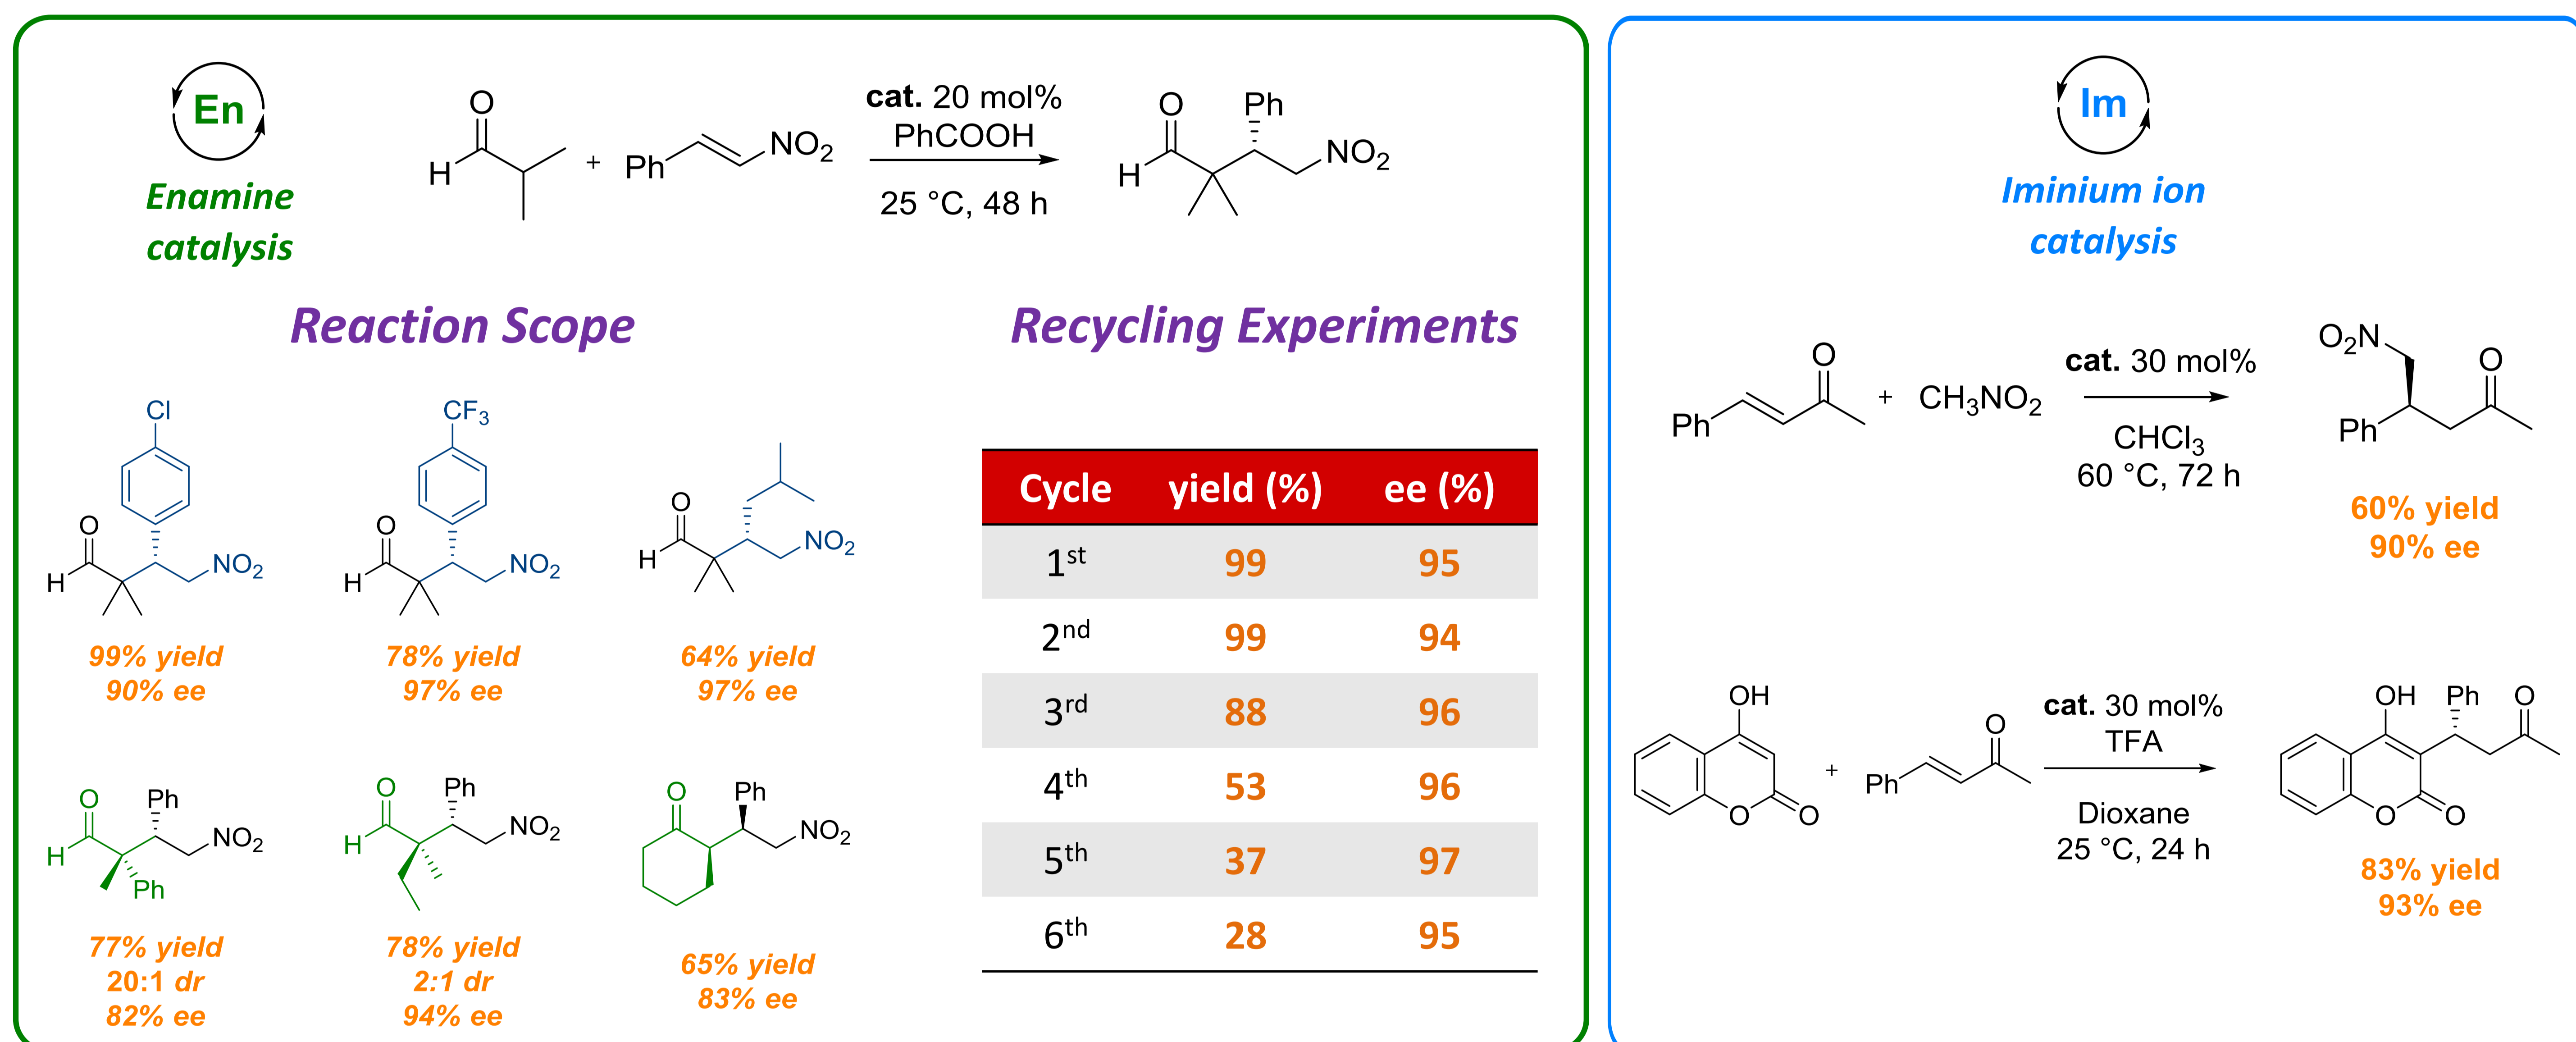 En
Enamine
catalysis
O
H
+
Ph
NO2
cat. 20 mol%
PhCOOH
25 °C, 48 h
O
Ph
H
NO2
Reaction Scope
Cl
O
H
NO2
99% yield
90% ee
CF3
O
H
NO2
78% yield
97% ee
O
H
NO2
64% yield
97% ee
O
Ph
H
NO2
Ph
77% yield
20:1 dr
82% ee
O
Ph
H
NO2
78% yield
2:1 dr
94% ee
O
Ph
NO2
65% yield
83% ee
Recycling Experiments
Cycle yield (%) ee (%)
1st 99 95
2nd 99 94
3rd 88 96
4th 53 96
5th 37 97
6th 28 95
Im
Iminium ion
catalysis
O
Ph
+
CH3NO2
cat. 30 mol%
CHCl3
60 °C, 72 h
O2N
O
Ph
60% yield
90% ee
OH
O
O
+
O
Ph
cat. 30 mol%
TFA
Dioxane
25 °C, 24 h
OH
Ph
O
O
O
83% yield
93% ee